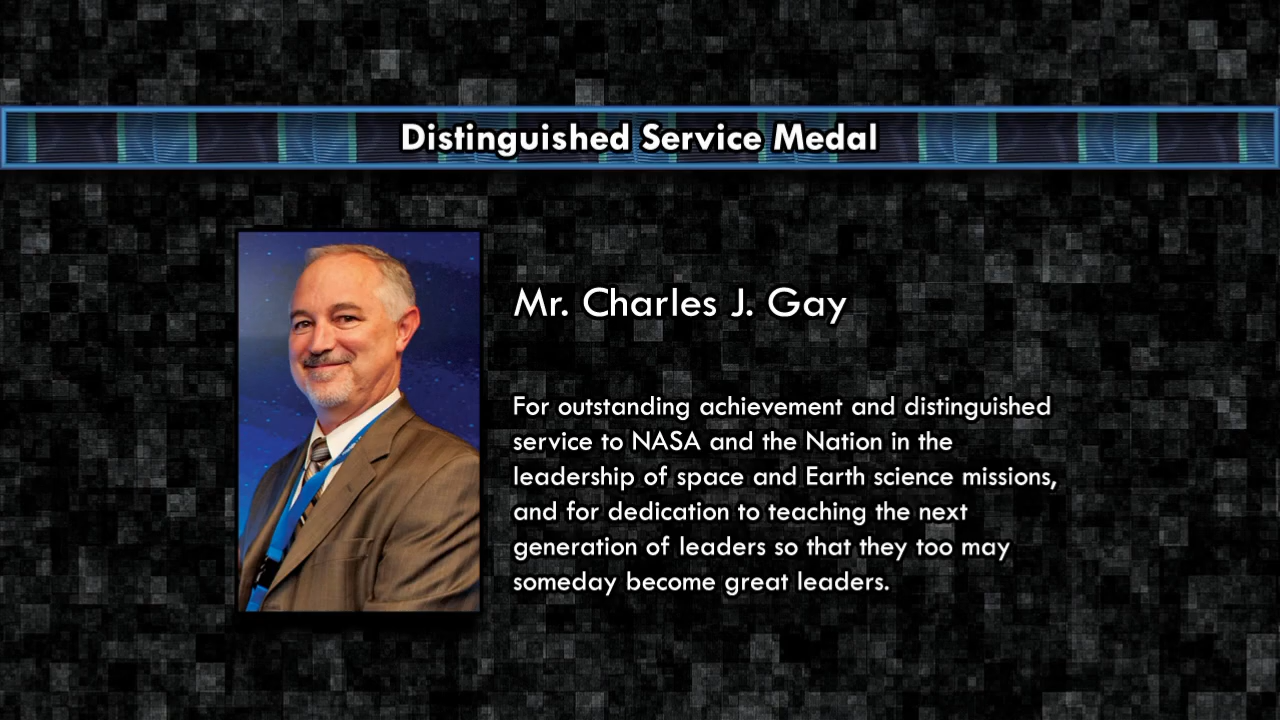 Distinguished Service Medal
Mr. Charles J. Gay
For outstanding achievement and distinguished
service to NASA and the Nation in the
leadership of space and Earth science missions,
and for dedication to teaching the next
generation of leaders so that they too may
someday become great leaders.